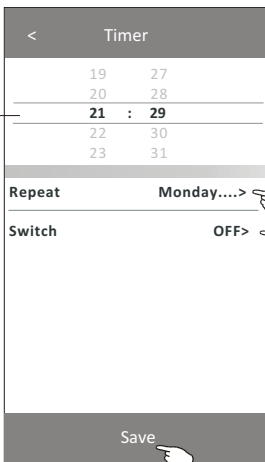 < Timer
19 27
20 28
21 : 29
22 30
23 31
Repeat Monday....>
Switch OFF>
Save